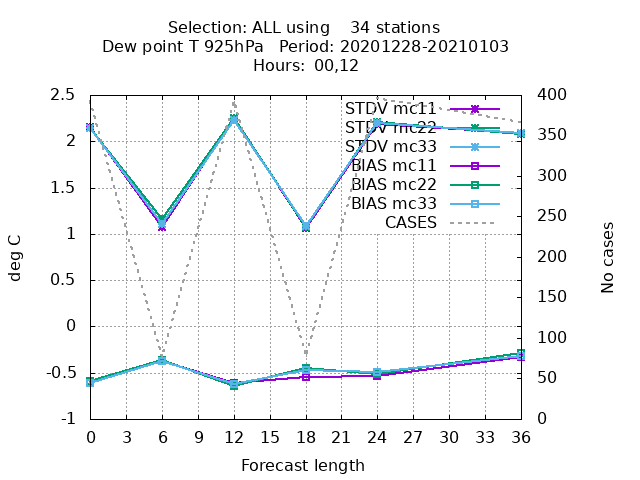 Selection: ALL using    34 stations
Dew point T 925hPa   Period: 20201228-20210103
Hours:  00,12
2.5
2
1.5
1
0.5
0
-0.5
-1
deg C
400
350
300
250
200
150
100
50
0
No cases
STDV mc11
STDV mc22
STDV mc33
BIAS mc11
BIAS mc22
BIAS mc33
CASES
0 3 6 9 12 15 18 21 24 27 30 33 36
Forecast length